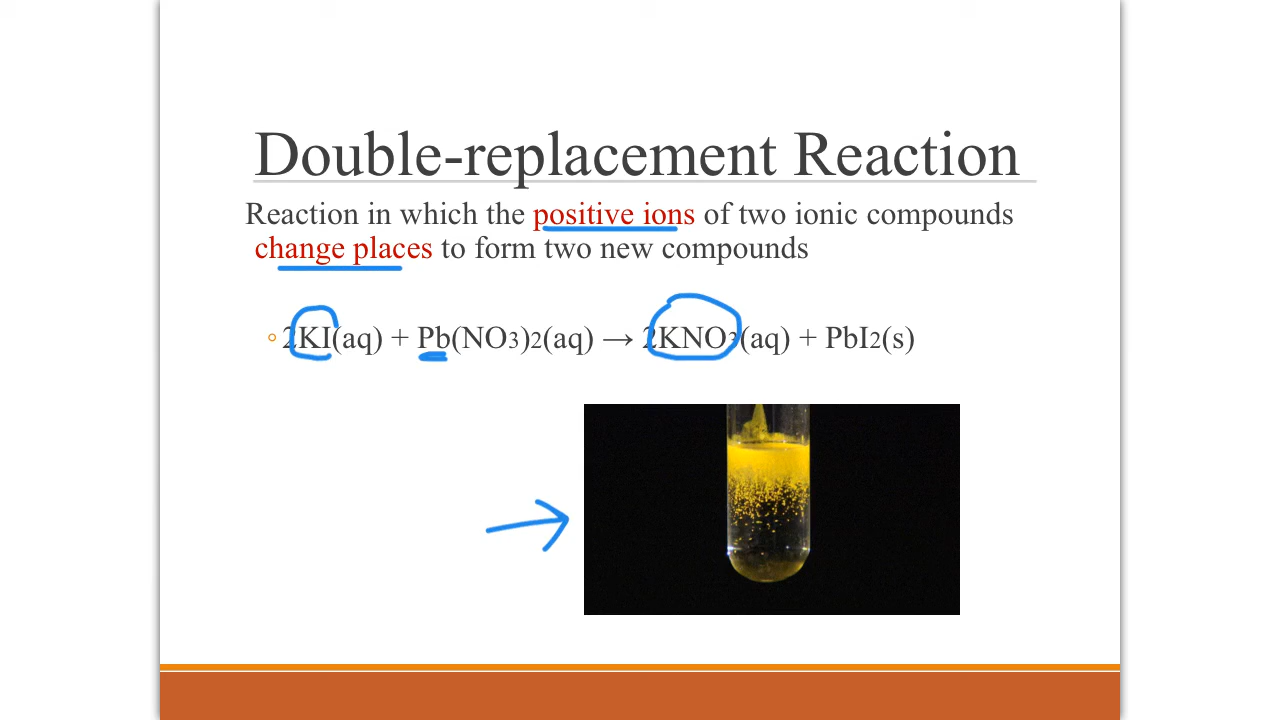 Double-replacement Reaction
Reaction in which the positive ions of two ionic compounds
change places to form two new compounds
2KI(aq) + Pb(NO3)2(aq) → 2KNO3(aq) + PbI2(s)